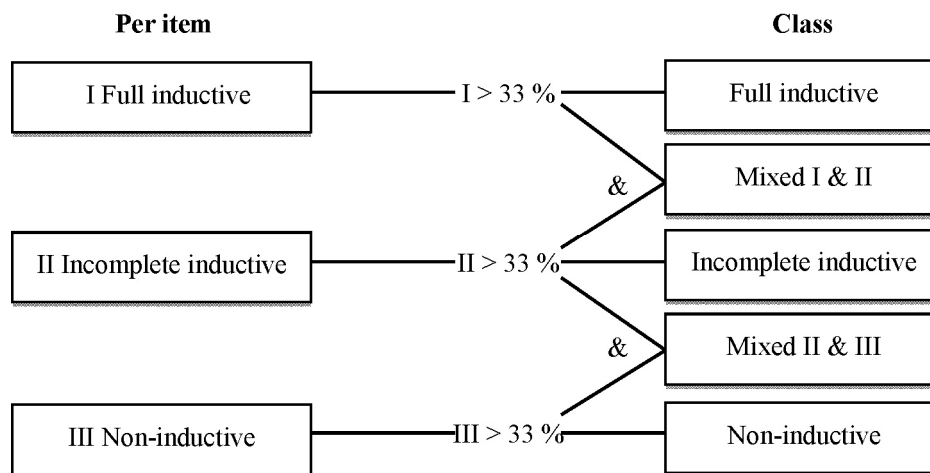 Per item
Class
I Full inductive
I > 33 %
Full inductive
&
Mixed I & II
II Incomplete inductive
II > 33 %
Incomplete inductive
&
Mixed II & III
III Non-inductive
III > 33 %
Non-inductive